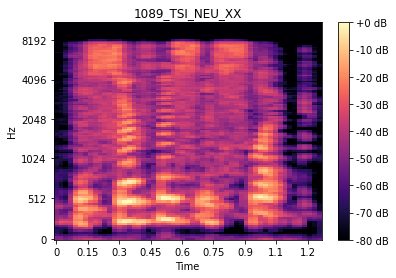 1089_TSI_NEU_XX
+0 dB
8192
-10 dB
4096
-20 dB
-30 dB
2048
Hz
-40 dB
1024
-50 dB
512
-60 dB
-70 dB
0
-80 dB
0 0.15 0.3 0.45 0.6 0.75 0.9 1.1 1.2
Time